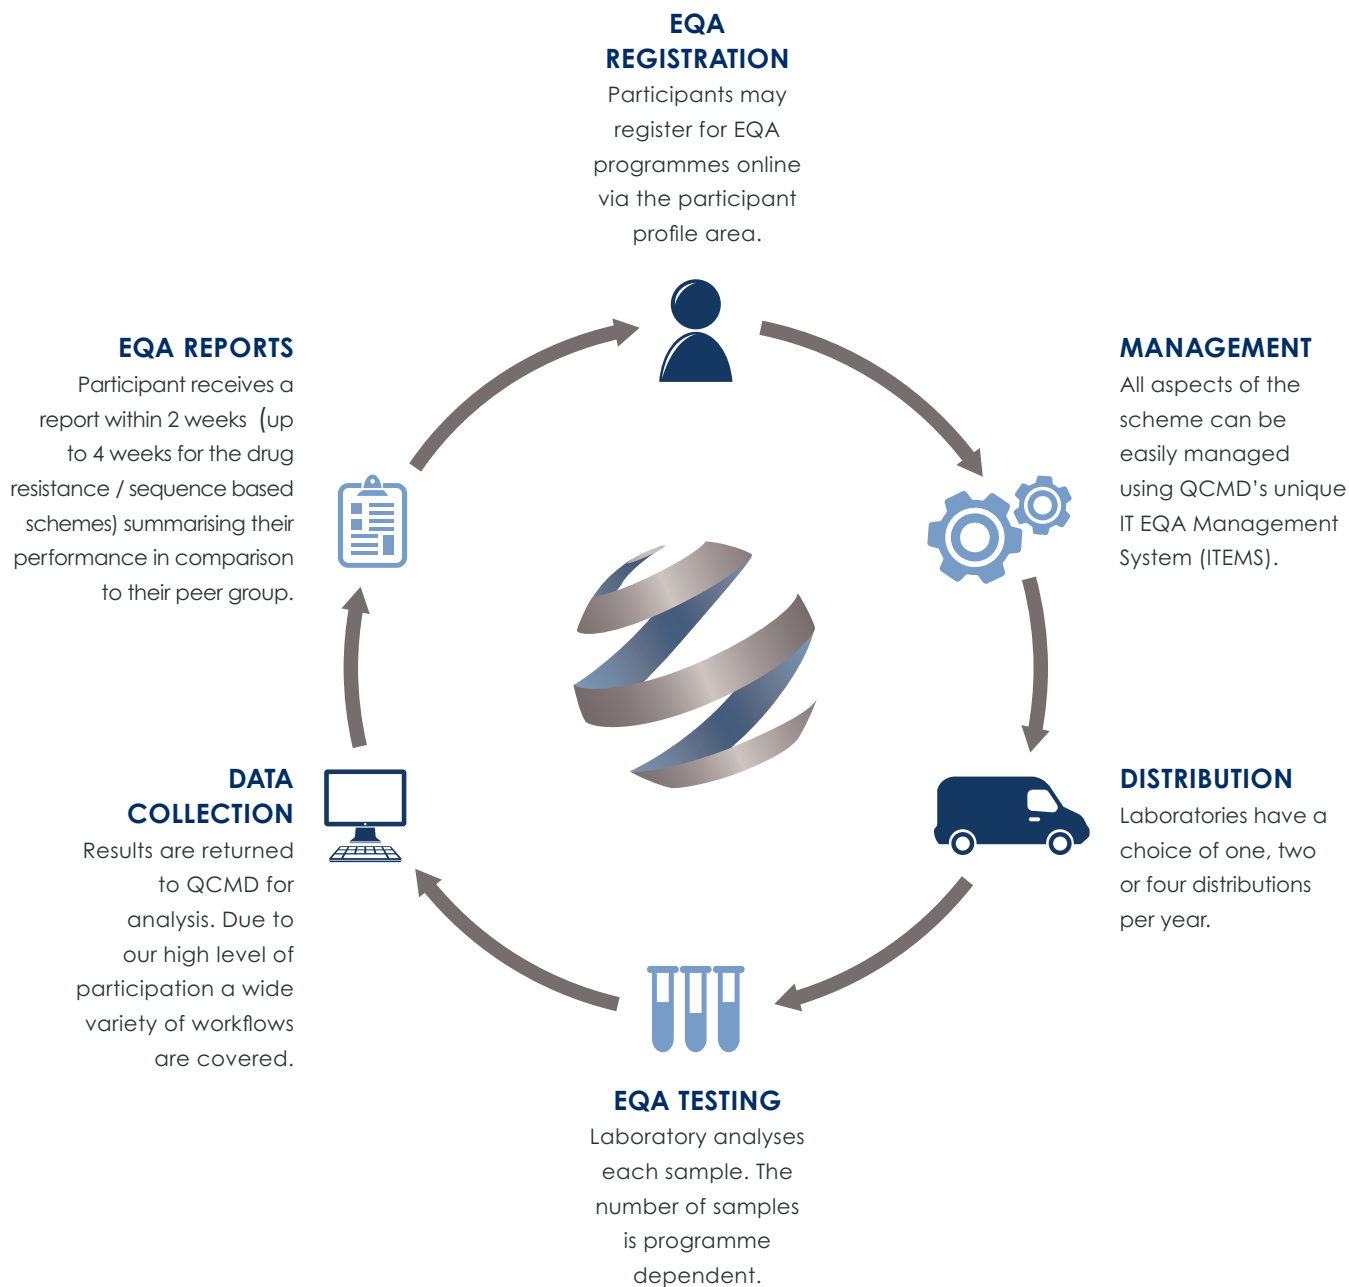 EQA
REGISTRATION
Participants may
register for EQA
programmes online
via the participant
profile area.
MANAGEMENT
All aspects of the
scheme can be
easily managed
using QCMD’s unique
IT EQA Management
System (ITEMS).
DISTRIBUTION
Laboratories have a
choice of one, two
or four distributions
per year.
EQA TESTING
Laboratory analyses
each sample. The
number of samples
is programme
dependent.
DATA
COLLECTION
Results are returned
to QCMD for
analysis. Due to
our high level of
participation a wide
variety of workflows
are covered.
EQA REPORTS
Participant receives a
report within 2 weeks (up
to 4 weeks for the drug
resistance / sequence based
schemes) summarising their
performance in comparison
to their peer group.